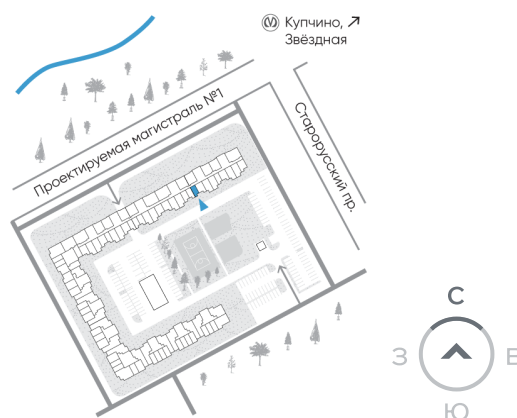 Купчино, ↗
Звёздная
Проектируемая магистраль №1
Старорусский пр.
С
З
В
Ю